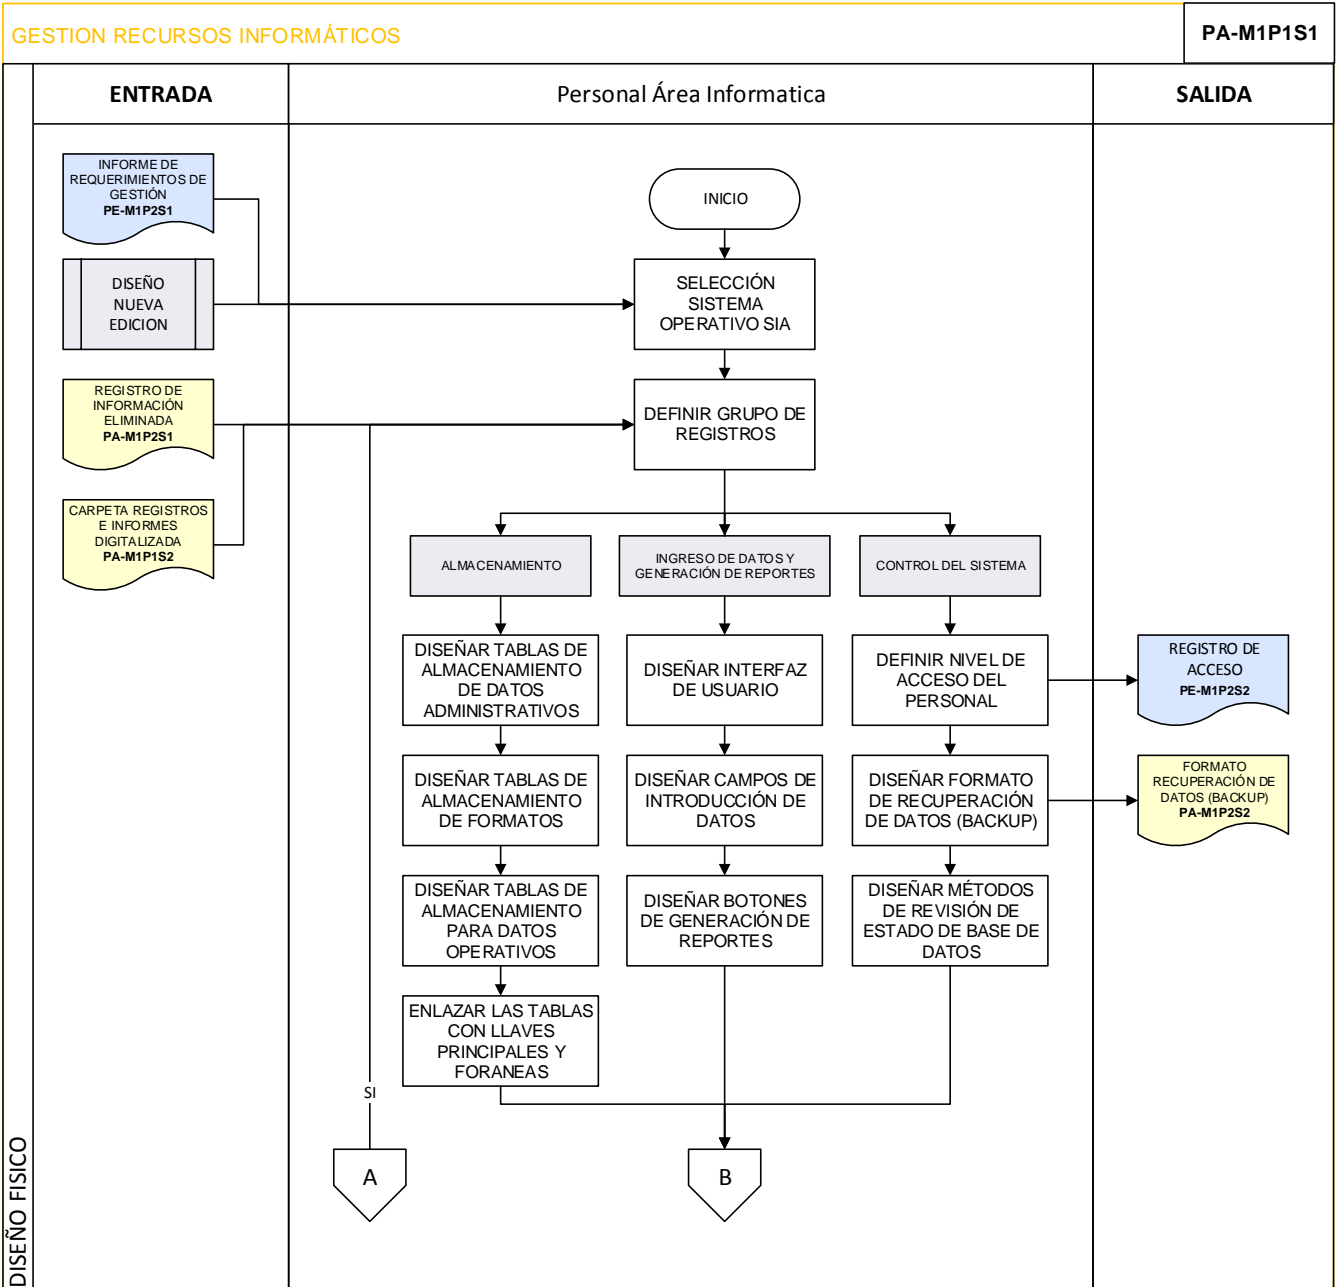 GESTION RECURSOS INFORMÁTICOS
PA-M1P1S1
ENTRADA
Personal Área Informatica
SALIDA
INFORME DE
REQUERIMIENTOS DE
GESTIÓN
PE-M1P2S1
INICIO
DISEÑO
NUEVA
EDICION
SELECCIÓN
SISTEMA
OPERATIVO SIA
REGISTRO DE
INFORMACIÓN
ELIMINADA
PA-M1P2S1
DEFINIR GRUPO DE
REGISTROS
CARPETA REGISTROS
E INFORMES
DIGITALIZADA
PA-M1P1S2
ALMACENAMIENTO
INGRESO DE DATOS Y
GENERACIÓN DE REPORTES
CONTROL DEL SISTEMA
DISEÑAR TABLAS DE
ALMACENAMIENTO
DE DATOS
ADMINISTRATIVOS
DISEÑAR INTERFAZ
DE USUARIO
DEFINIR NIVEL DE
ACCESO DEL
PERSONAL
REGISTRO DE
ACCESO
PE-M1P2S2
DISEÑAR TABLAS DE
ALMACENAMIENTO
DE FORMATOS
DISEÑAR CAMPOS DE
INTRODUCCIÓN DE
DATOS
DISEÑAR FORMATO
DE RECUPERACIÓN
DE DATOS (BACKUP)
FORMATO
RECUPERACIÓN DE
DATOS (BACKUP)
PA-M1P2S2
DISEÑAR TABLAS DE
ALMACENAMIENTO
PARA DATOS
OPERATIVOS
DISEÑAR BOTONES
DE GENERACIÓN DE
REPORTES
DISEÑAR MÉTODOS
DE REVISIÓN DE
ESTADO DE BASE DE
DATOS
ENLAZAR LAS TABLAS
CON LLAVES
PRINCIPALES Y
FORANEAS
SI
A
B
DISEÑO FISICO